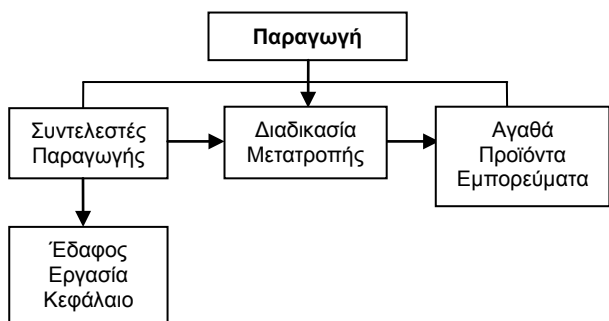 Παραγωγή
Συντελεστές
Παραγωγής
Διαδικασία
Μετατροπής
Αγαθά
Προϊόντα
Εμπορεύματα
Έδαφος
Εργασία
Κεφάλαιο